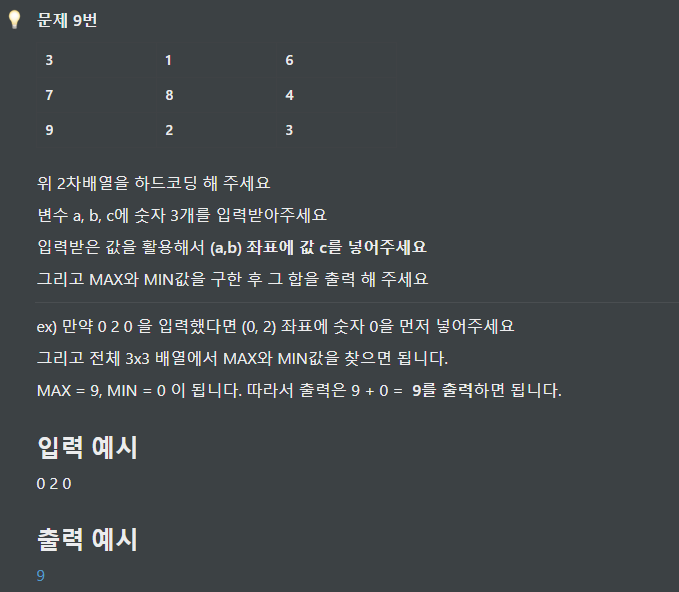 문제 9번
3 1 6
7 8 4
9 2 3
위 2차배열을 하드코딩 해 주세요
변수 a, b, c에 숫자 3개를 입력받아주세요
입력받은 값을 활용해서 (a,b) 좌표에 값 c를 넣어주세요
그리고 MAX와 MIN값을 구한 후 그 합을 출력 해 주세요
ex) 만약 0 2 0 을 입력했다면 (0, 2) 좌표에 숫자 0을 먼저 넣어주세요
그리고 전체 3x3 배열에서 MAX와 MIN값을 찾으면 됩니다.
MAX = 9, MIN = 0 이 됩니다. 따라서 출력은 9 + 0 = 9를 출력하면 됩니다.
입력 예시
0 2 0
출력 예시
9